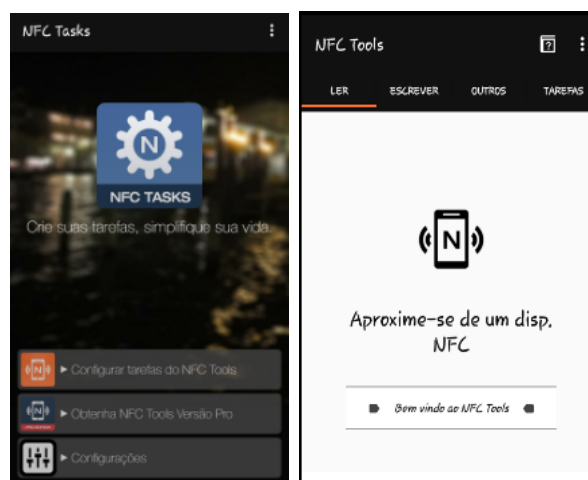 NFC Tasks
N
NFC TASKS
Crie suas tarefas, simplifique sua vida.
N
▸ Configurar tarefas do NFC Tools
N
▸ Obtenha NFC Tools Versão Pro
▸ Configurações
NFC Tools
?
LER ESCREVER OUTROS TAREFAS
N
Aproxime-se de um disp.
NFC
Bem vindo ao NFC Tools